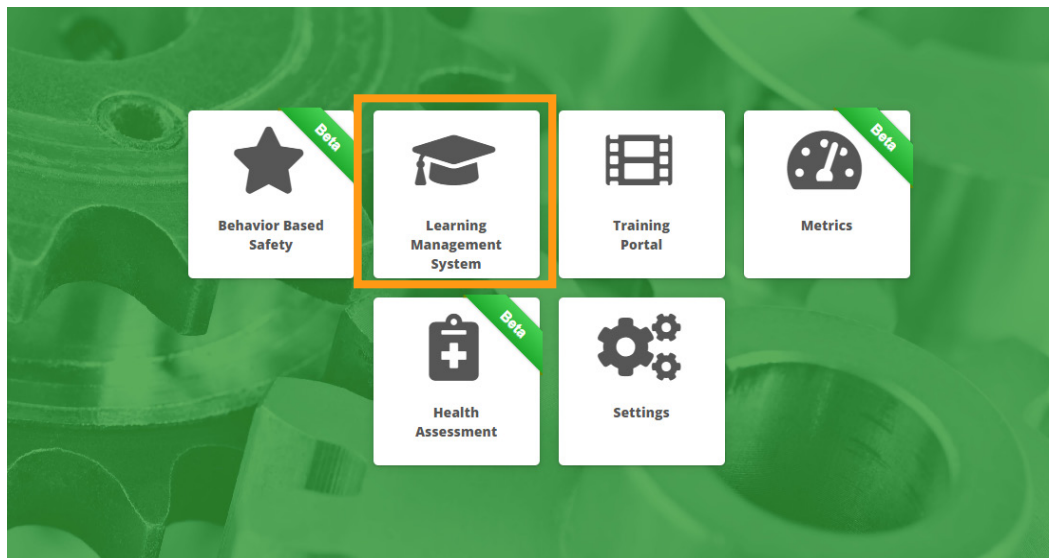 Beta
Behavior Based
Safety
Learning
Management
System
Training
Portal
Beta
Metrics
Beta
Health
Assessment
Settings